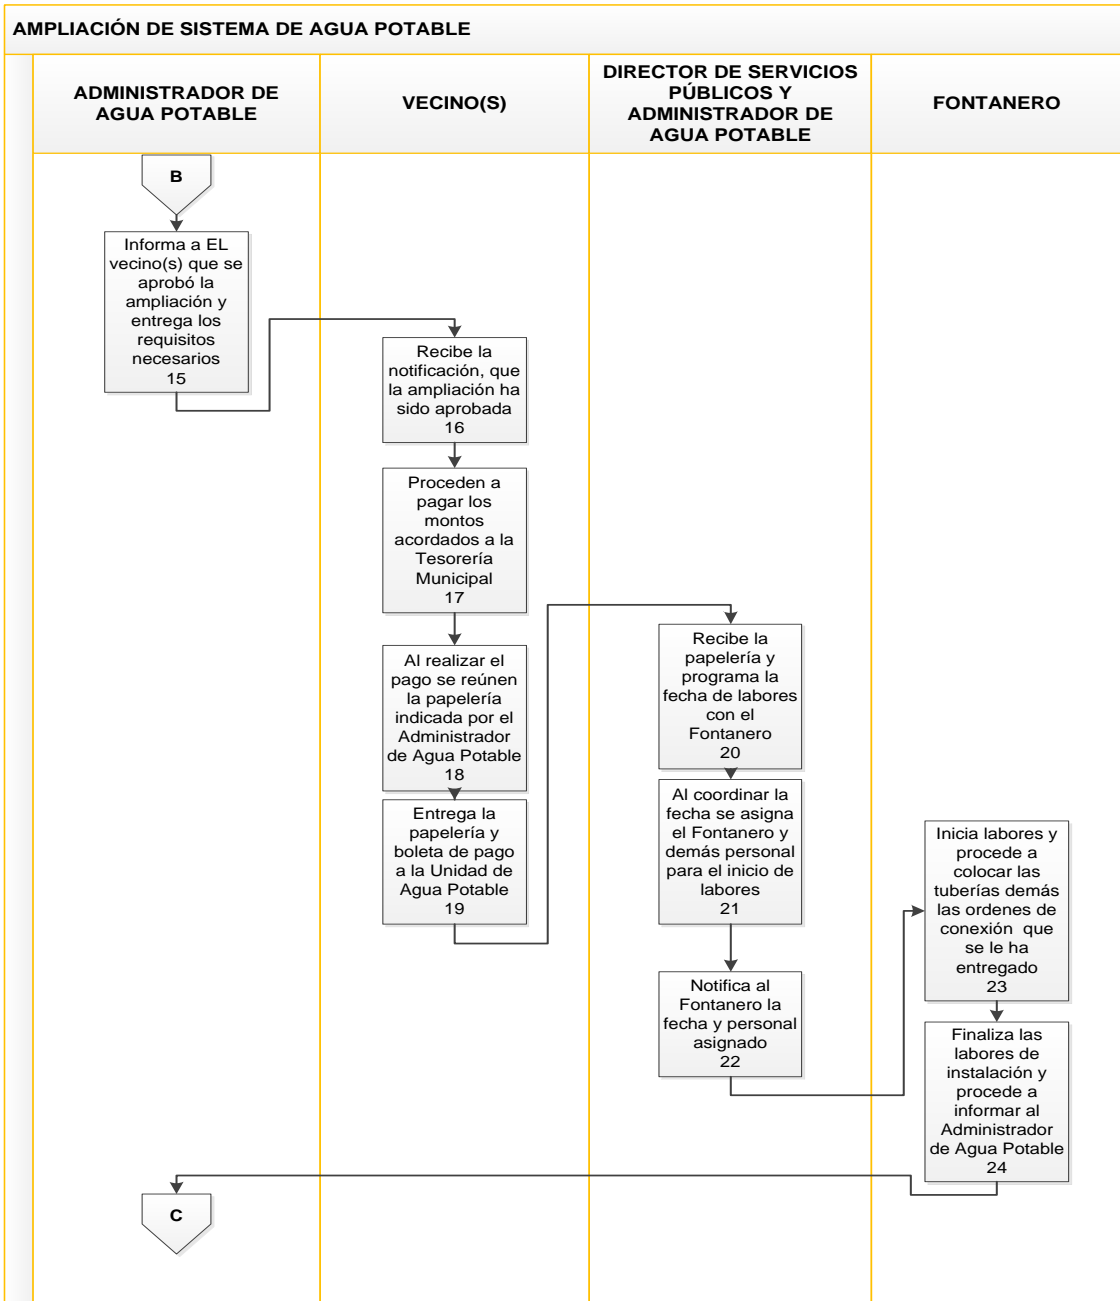 AMPLIACIÓN DE SISTEMA DE AGUA POTABLE
ADMINISTRADOR DE
AGUA POTABLE
VECINO(S)
DIRECTOR DE SERVICIOS
PÚBLICOS Y
ADMINISTRADOR DE
AGUA POTABLE
FONTANERO
B
Informa a EL
vecino(s) que se
aprobó la
ampliación y
entrega los
requisitos
necesarios
15
Recibe la
notificación, que
la ampliación ha
sido aprobada
16
Proceden a
pagar los
montos
acordados a la
Tesorería
Municipal
17
Al realizar el
pago se reúnen
la papelería
indicada por el
Administrador
de Agua Potable
18
Entrega la
papelería y
boleta de pago
a la Unidad de
Agua Potable
19
Recibe la
papelería y
programa la
fecha de labores
con el
Fontanero
20
Al coordinar la
fecha se asigna
el Fontanero y
demás personal
para el inicio de
labores
21
Notifica al
Fontanero la
fecha y personal
asignado
22
Inicia labores y
procede a
colocar las
tuberías demás
las ordenes de
conexión que
se le ha
entregado
23
Finaliza las
labores de
instalación y
procede a
informar al
Administrador
de Agua Potable
24
C